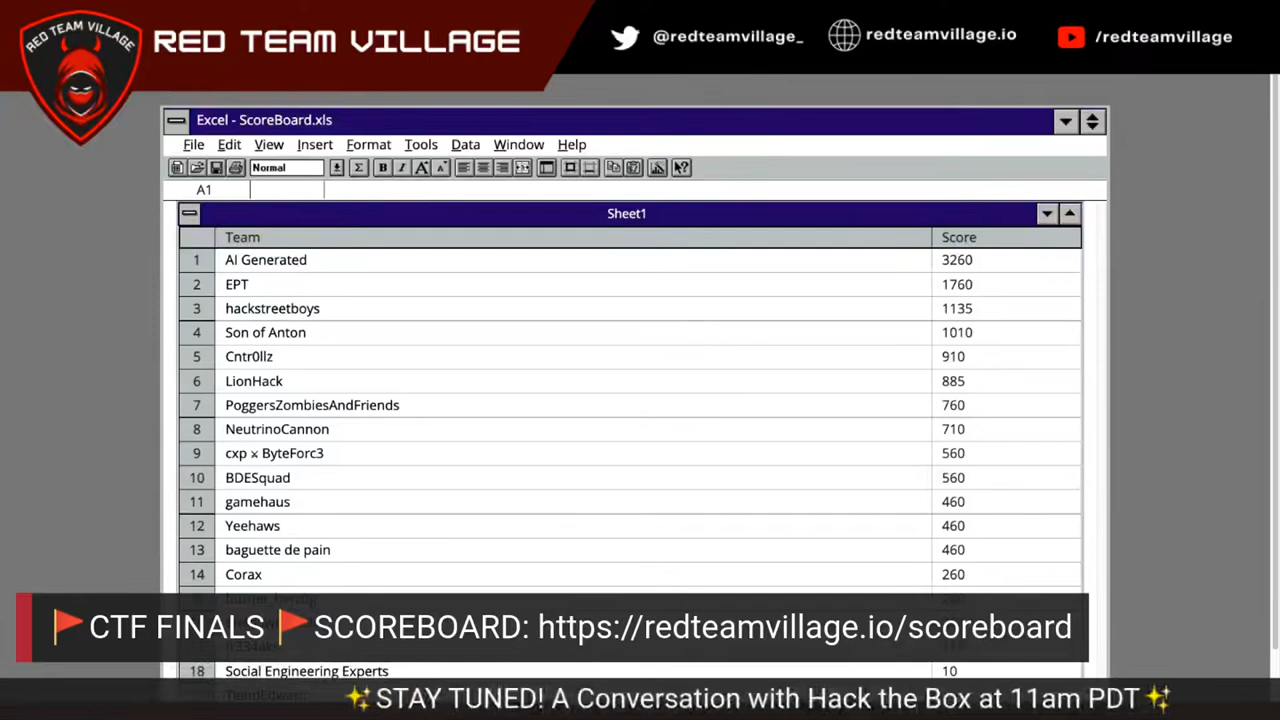 RED TEAM VILLAGE
RED TEAM VILLAGE
@redteamvillage_
redteamvillage.io
/redteamvillage
Excel - ScoreBoard.xls
File Edit View Insert Format Tools Data Window Help
Normal
A1
Sheet1
Team Score
1 AI Generated 3260
2 EPT 1760
3 hackstreetboys 1135
4 Son of Anton 1010
5 Cntr0llz 910
6 LionHack 885
7 PoggersZombiesAndFriends 760
8 NeutrinoCannon 710
9 cxp x ByteForc3 560
10 BDESquad 560
11 gamehaus 460
12 Yeehaws 460
13 baguette de pain 460
14 Corax 260
🚩CTF FINALS 🚩SCOREBOARD: https://redteamvillage.io/scoreboard
18 Social Engineering Experts 10
✨STAY TUNED! A Conversation with Hack the Box at 11am PDT✨